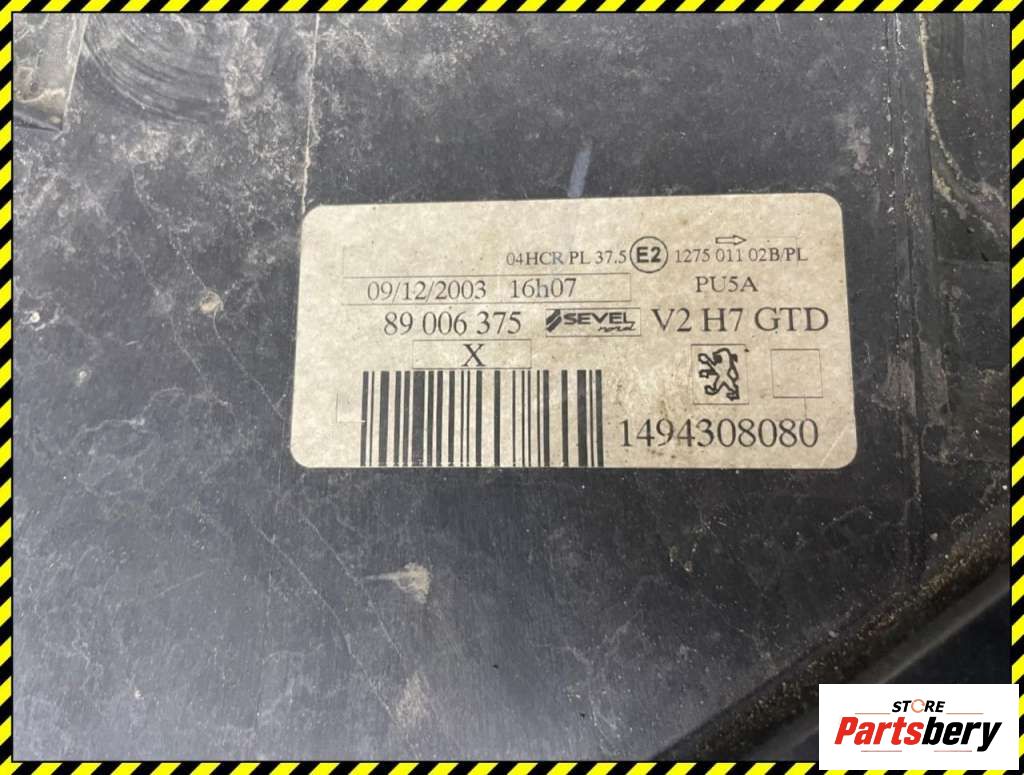 04HCR PL 37.5 E2 1275 011 02B/PL
09/12/2003 16h07 PU5A
89 006 375 SEVEL nord V2 H7 GTD
X
1494308080
STORE
Partsbery